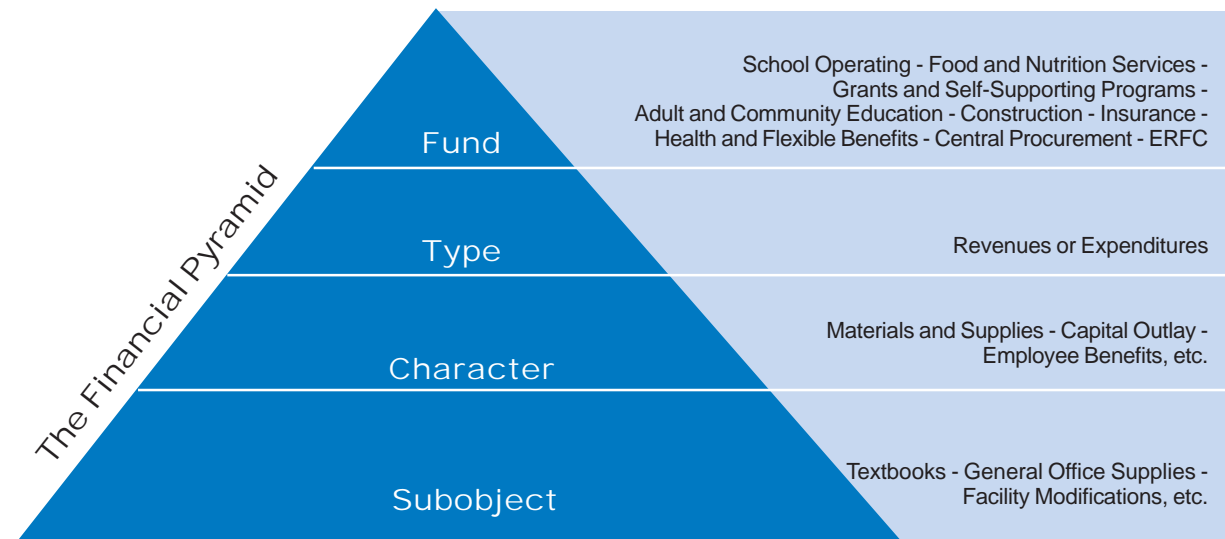 The Financial Pyramid
School Operating - Food and Nutrition Services -
Grants and Self-Supporting Programs -
Adult and Community Education - Construction - Insurance -
Health and Flexible Benefits - Central Procurement - ERFC
Fund
Revenues or Expenditures
Type
Materials and Supplies - Capital Outlay -
Employee Benefits, etc.
Character
Textbooks - General Office Supplies -
Facility Modifications, etc.
Subobject